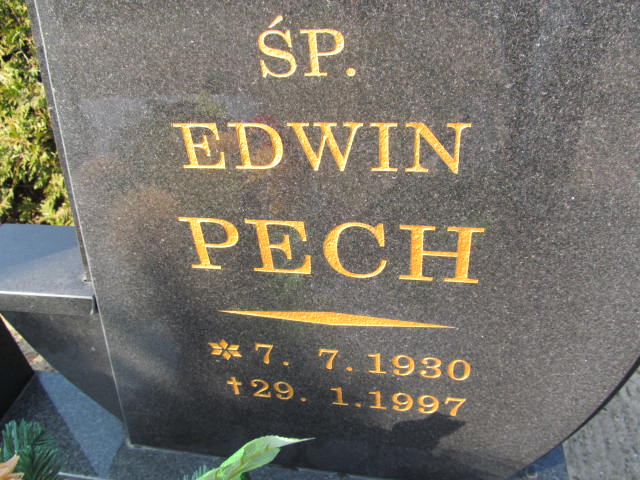 ŚP.
EDWIN
PECH
* 7. 7.1930
† 29. 1.1997